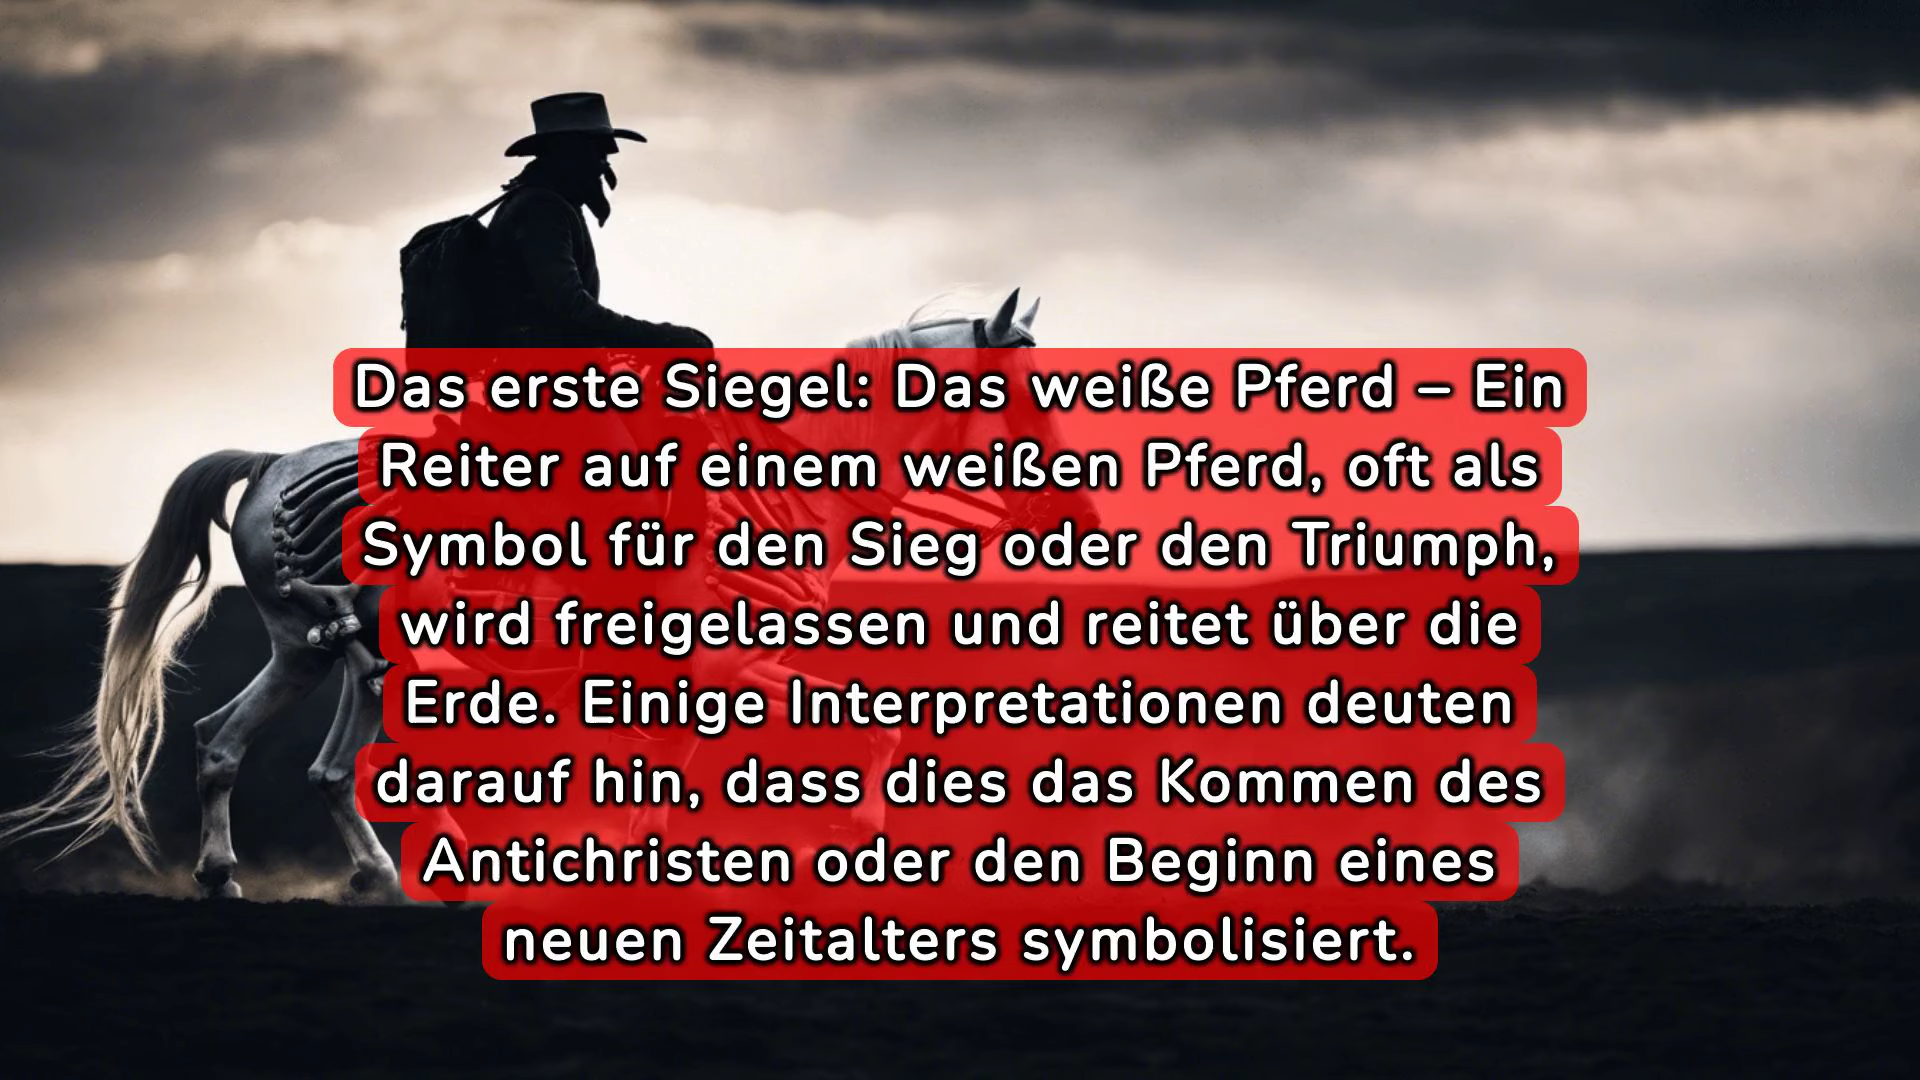 Das erste Siegel: Das weiße Pferd – Ein
Reiter auf einem weißen Pferd, oft als
Symbol für den Sieg oder den Triumph,
wird freigelassen und reitet über die
Erde. Einige Interpretationen deuten
darauf hin, dass dies das Kommen des
Antichristen oder den Beginn eines
neuen Zeitalters symbolisiert.